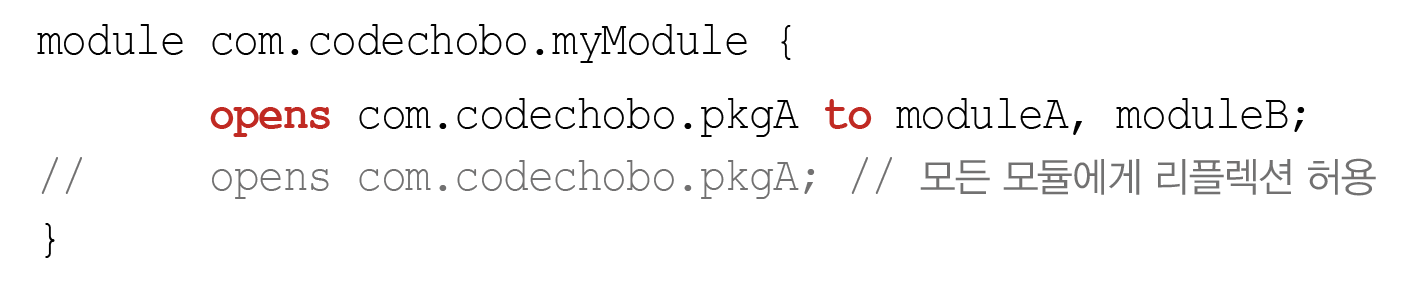 module com.codechobo.myModule {
opens com.codechobo.pkgA to moduleA, moduleB;
// opens com.codechobo.pkgA; // 모든 모듈에게 리플렉션 허용
}